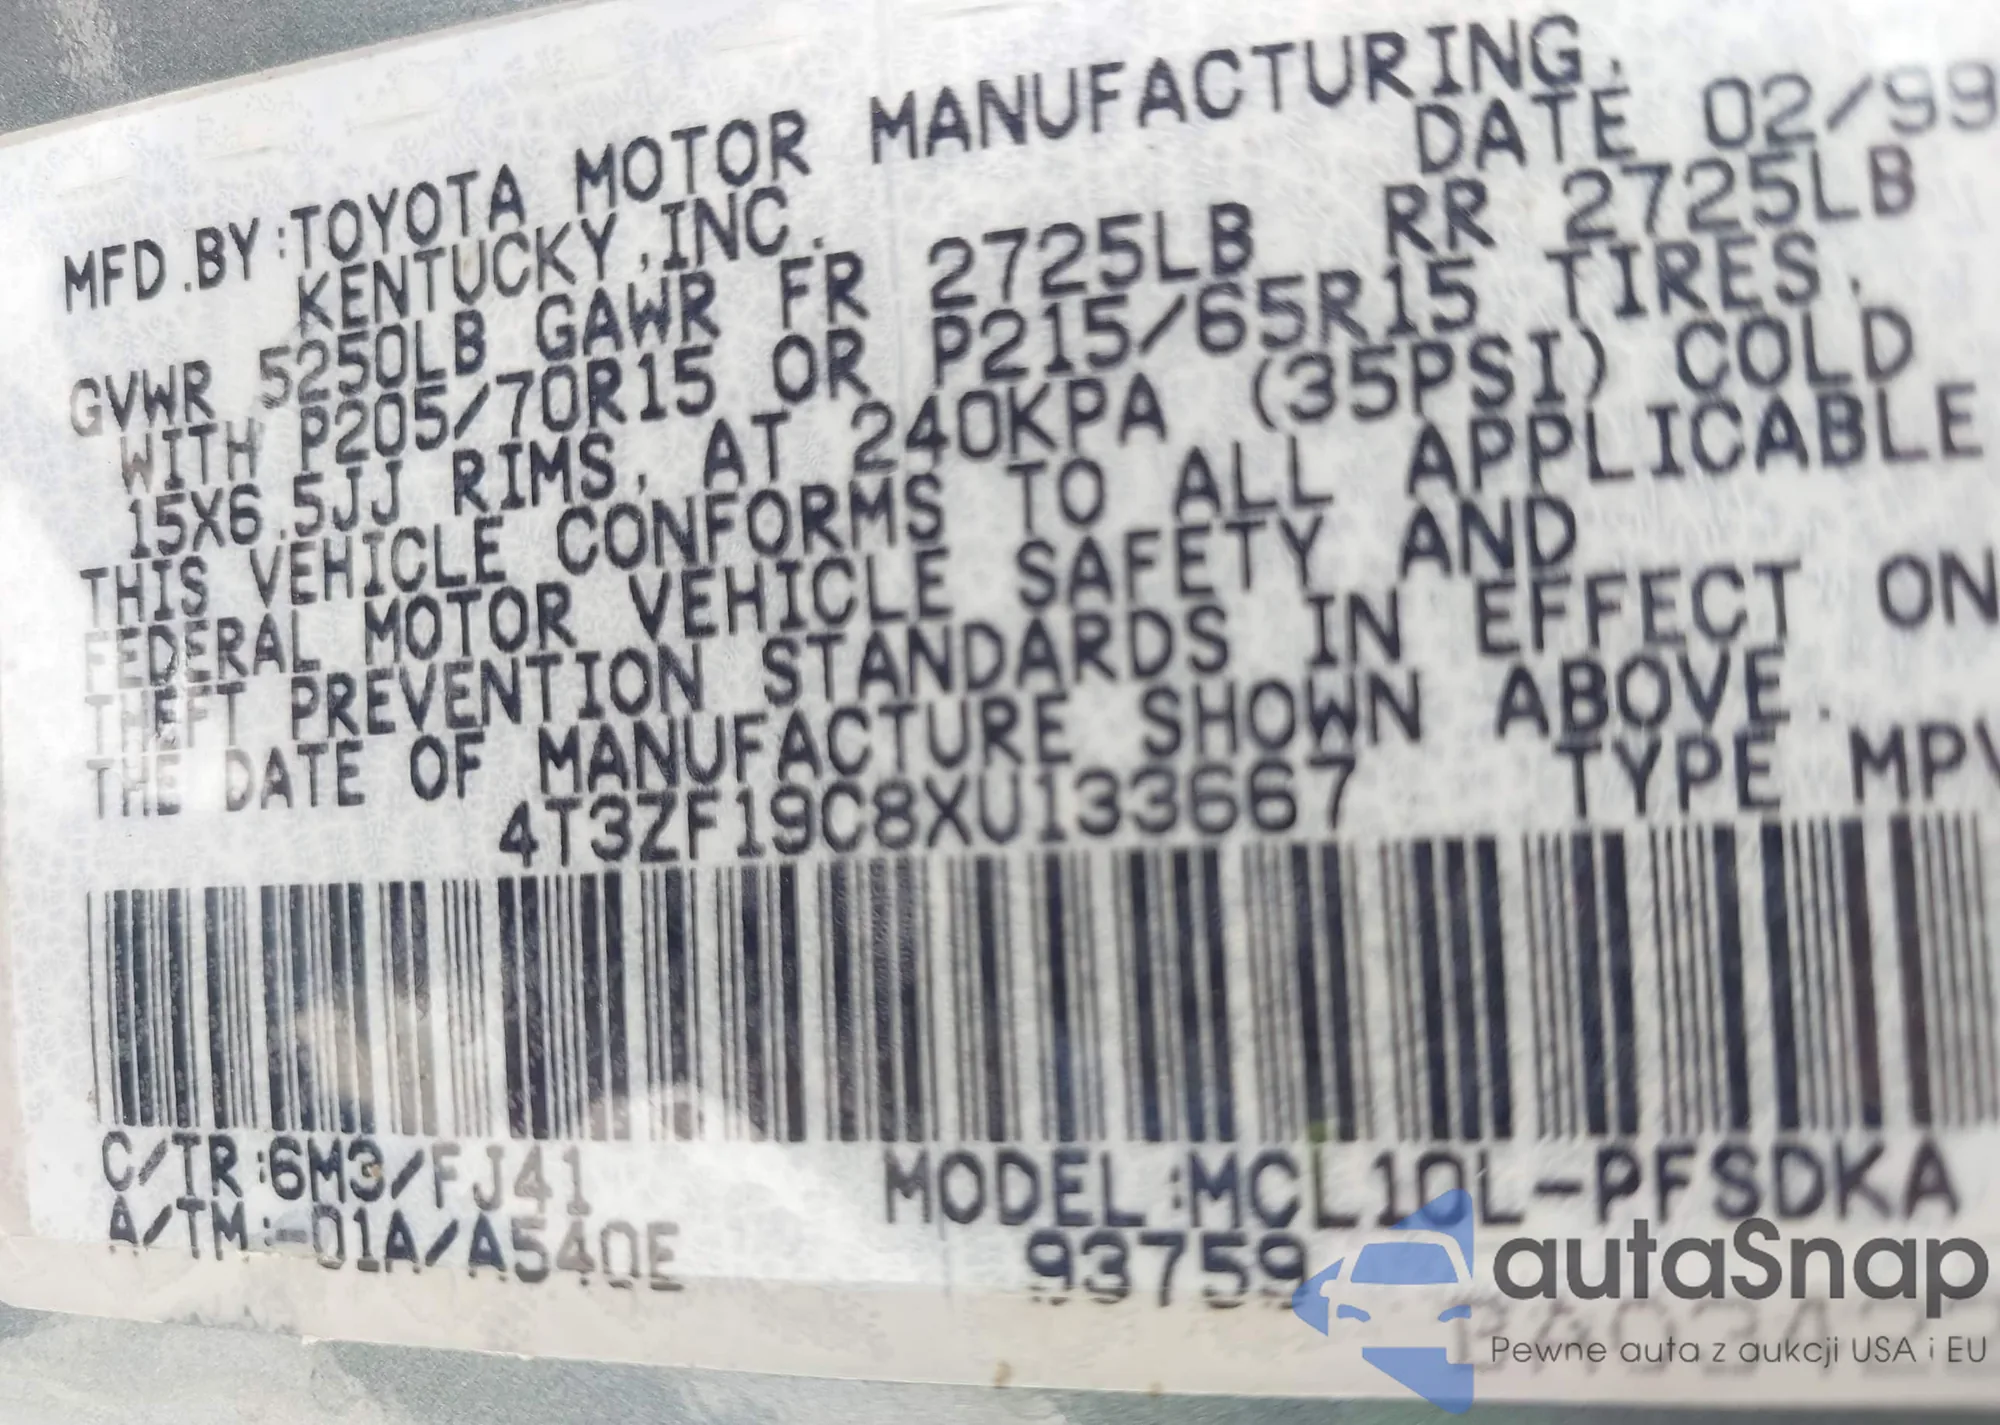 MFD.BY:TOYOTA MOTOR MANUFACTURING.
KENTUCKY,INC. DATE 02/99
GVWR 5250LB GAWR FR 2725LB RR 2725LB
WITH P205/70R15 OR P215/65R15 TIRES.
15X6.5JJ RIMS, AT 240KPA (35PSI) COLD
THIS VEHICLE CONFORMS TO ALL APPLICABLE
FEDERAL MOTOR VEHICLE SAFETY AND
THEFT PREVENTION STANDARDS IN EFFECT ON
THE DATE OF MANUFACTURE SHOWN ABOVE.
4T3ZF19C8XU133667 TYPE MPV
C/TR:6M3/FJ41 MODEL:MCL10L-PFSDKA
A/TM:-01A/A540E 93759
autaSnap
Pewne auta z aukcji USA i EU